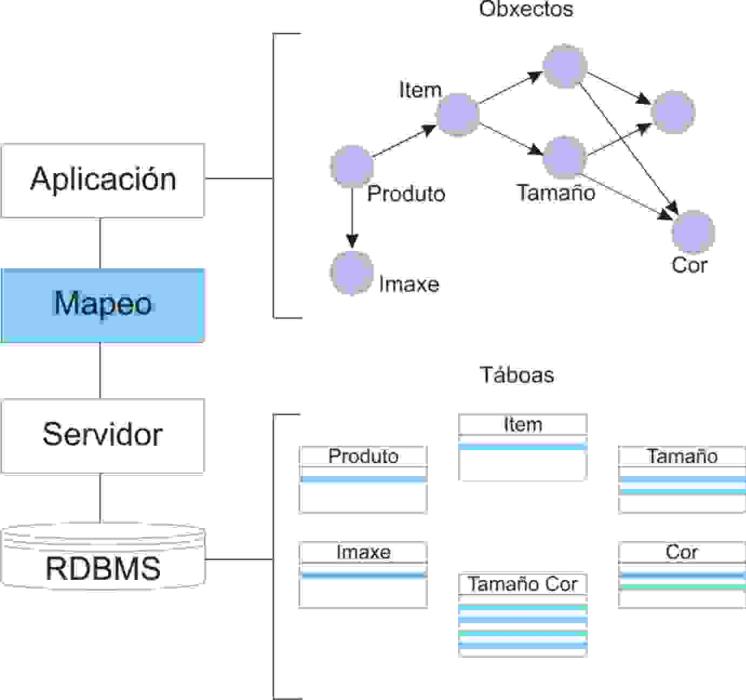 Obxectos
Item
Aplicación
Produto
Tamaño
Cor
Imaxe
Mapeo
Táboas
Item
Servidor
Produto
Tamaño
Imaxe
Cor
RDBMS
Tamaño Cor